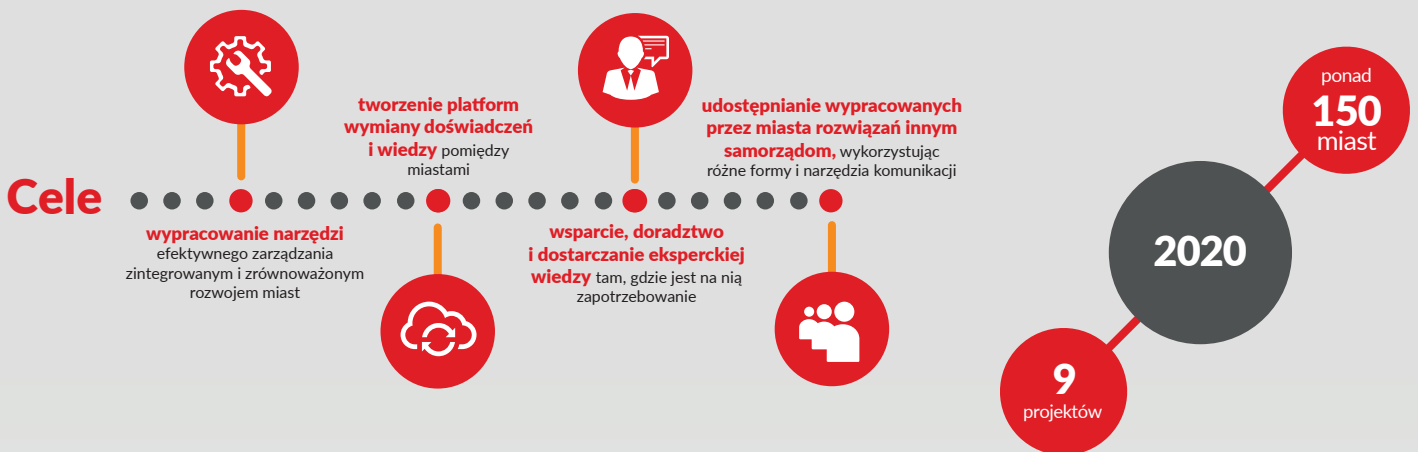 Cele
wypracowanie narzędzi
efektywnego zarządzania
zintegrowanym i zrównoważonym
rozwojem miast
tworzenie platform
wymiany doświadczeń
i wiedzy pomiędzy
miastami
wsparcie, doradztwo
i dostarczanie eksperckiej
wiedzy tam, gdzie jest na nią
zapotrzebowanie
udostępnianie wypracowanych
przez miasta rozwiązań innym
samorządom, wykorzystując
różne formy i narzędzia komunikacji
ponad
150
miast
2020
9
projektów